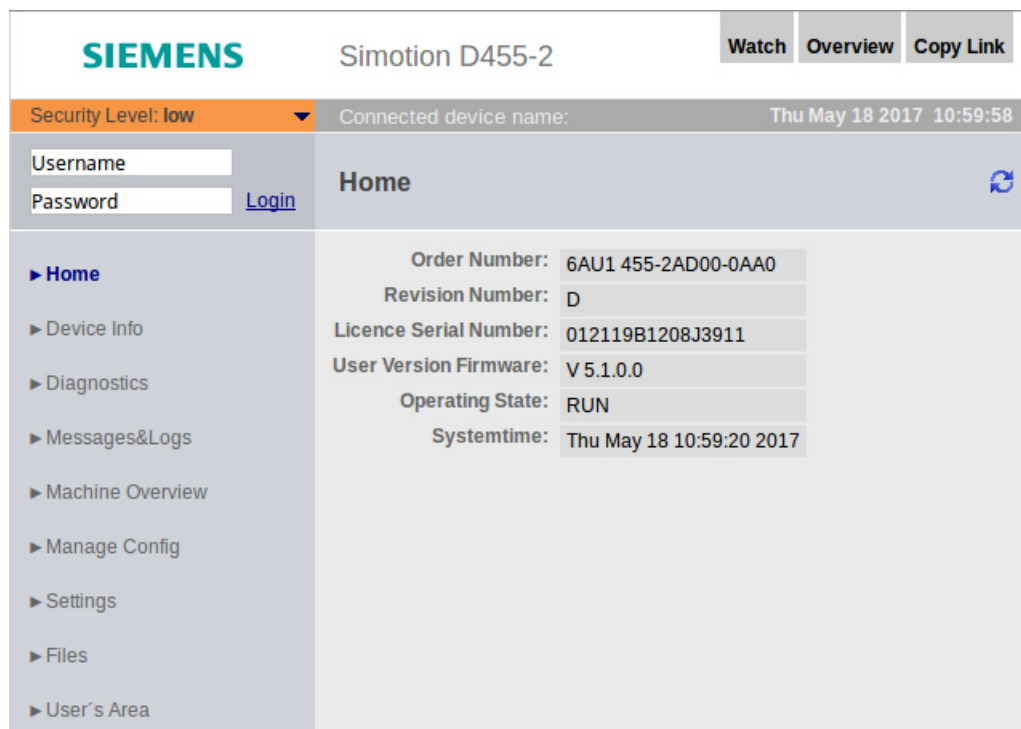 SIEMENS
Simotion D455-2
Watch Overview Copy Link
Security Level: low
Connected device name:
Thu May 18 2017 10:59:58
Username
Password
Login
Home
Home
Device Info
Diagnostics
Messages&Logs
Machine Overview
Manage Config
Settings
Files
User´s Area
Order Number: 6AU1 455-2AD00-0AA0
Revision Number: D
Licence Serial Number: 012119B1208J3911
User Version Firmware: V 5.1.0.0
Operating State: RUN
Systemtime: Thu May 18 10:59:20 2017